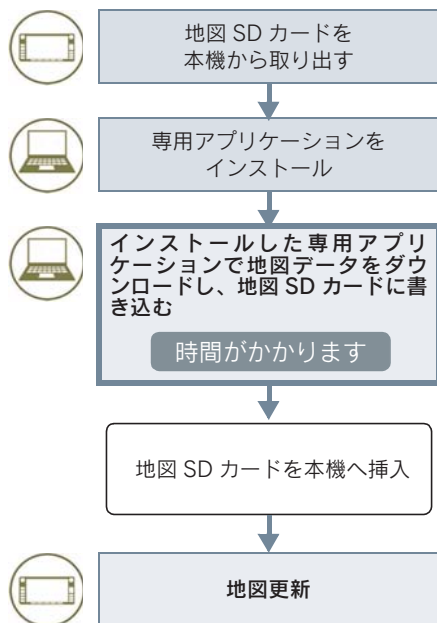 地図 SD カードを
本機から取り出す
専用アプリケーションを
インストール
インストールした専用アプリ
ケーションで地図データをダウ
ンロードし、地図 SD カードに書
き込む
時間がかかります
地図 SD カードを本機へ挿入
地図更新